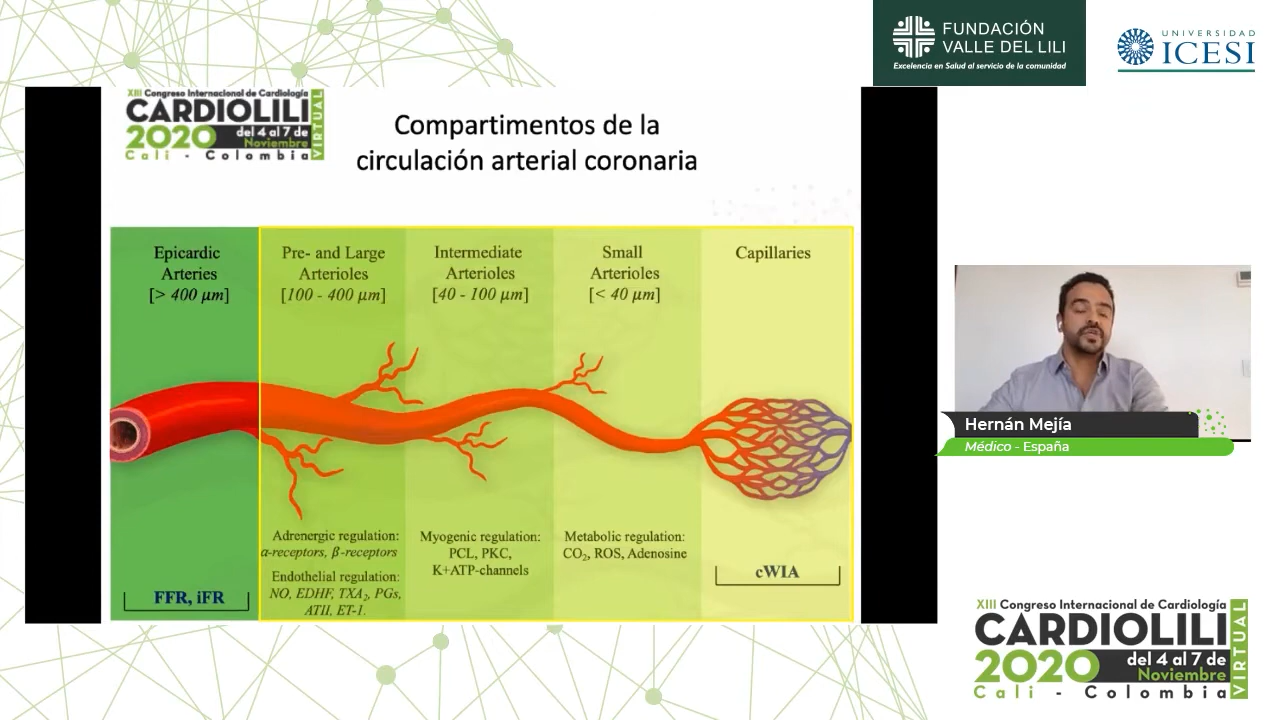 FUNDACIÓN
VALLE DEL LILI
Excelencia en Salud al servicio de la comunidad
UNIVERSIDAD
ICESI
XIII Congreso Internacional de Cardiología
CARDIOLILI
2020 del 4 al 7 de
Noviembre
Cali - Colombia
VIRTUAL
Compartimentos de la
circulación arterial coronaria
Epicardic
Arteries
[> 400 μm]
Pre- and Large
Arterioles
[100 - 400 μm]
Intermediate
Arterioles
[40 - 100 μm]
Small
Arterioles
[< 40 μm]
Capillaries
Adrenergic regulation:
α-receptors, β-receptors
Endothelial regulation:
NO, EDHF, TXA₂, PGs,
ATII, ET-1.
Myogenic regulation:
PCL, PKC,
K+ATP-channels
Metabolic regulation:
CO₂, ROS, Adenosine
FFR, iFR
cWIA
Hernán Mejía
Médico - España
XIII Congreso Internacional de Cardiología
CARDIOLILI
2020 del 4 al 7 de
Noviembre
Cali - Colombia
VIRTUAL